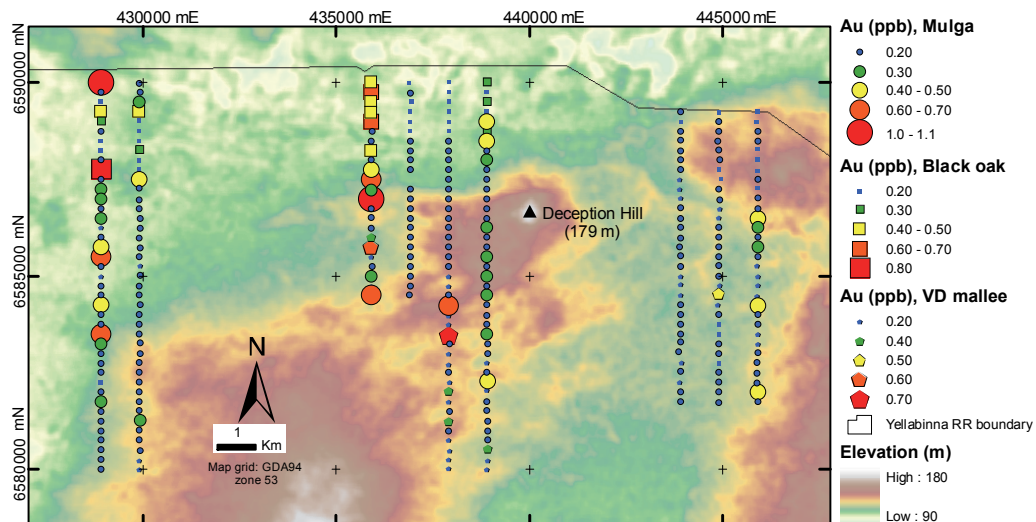 430000 mE 435000 mE 440000 mE 445000 mE
6590000 mN
6585000 mN
6580000 mN
Deception Hill
(179 m)
N
1
Km
Map grid: GDA94
zone 53
Au (ppb), Mulga
0.20
0.30
0.40 - 0.50
0.60 - 0.70
1.0 - 1.1
Au (ppb), Black oak
0.20
0.30
0.40 - 0.50
0.60 - 0.70
0.80
Au (ppb), VD mallee
0.20
0.40
0.50
0.60
0.70
Yellabinna RR boundary
Elevation (m)
High : 180
Low : 90